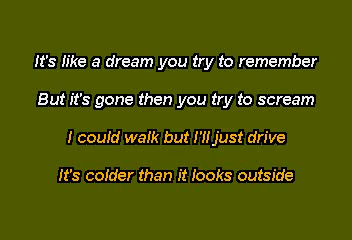 It's like a dream you try to remember
But it's gone then you try to scream
I could walk but I'll just drive
It's colder than it looks outside